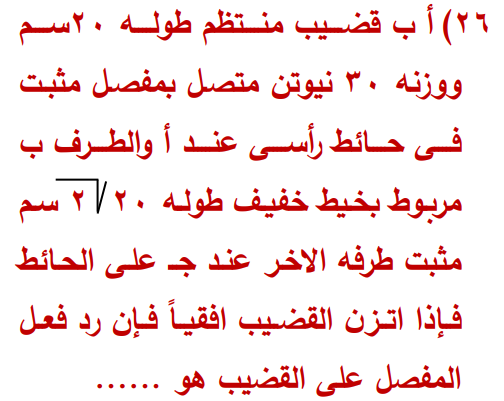 ٢٦) أ ب قضيب منتظم طوله ٢٠سم
ووزنه ٣٠ نيوتن متصل بمفصل مثبت
فى حائط رأسى عند أ والطرف ب
مربوط بخيط خفيف طوله ٢٠ √٢ سم
مثبت طرفه الاخر عند جـ على الحائط
فإذا اتزن القضيب افقياً فإن رد فعل
المفصل على القضيب هو ......